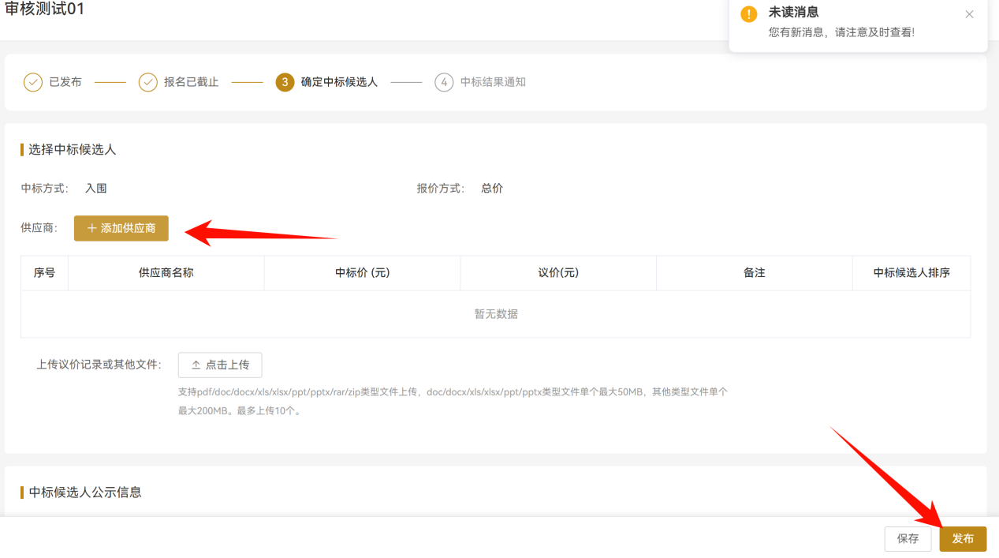 审核测试01
未读消息
您有新消息，请注意及时查看!
已发布
报名已截止
3 确定中标候选人
4 中标结果通知
选择中标候选人
中标方式： 入围 报价方式： 总价
供应商： 添加供应商
序号 供应商名称 中标价 (元) 议价(元) 备注 中标候选人排序
暂无数据
上传议价记录或其他文件： 点击上传
支持pdf/doc/docx/xls/xlsx/ppt/pptx/rar/zip类型文件上传，doc/docx/xls/xlsx/ppt/pptx类型文件单个最大50MB，其他类型文件单个
最大200MB。最多上传10个。
中标候选人公示信息
保存 发布